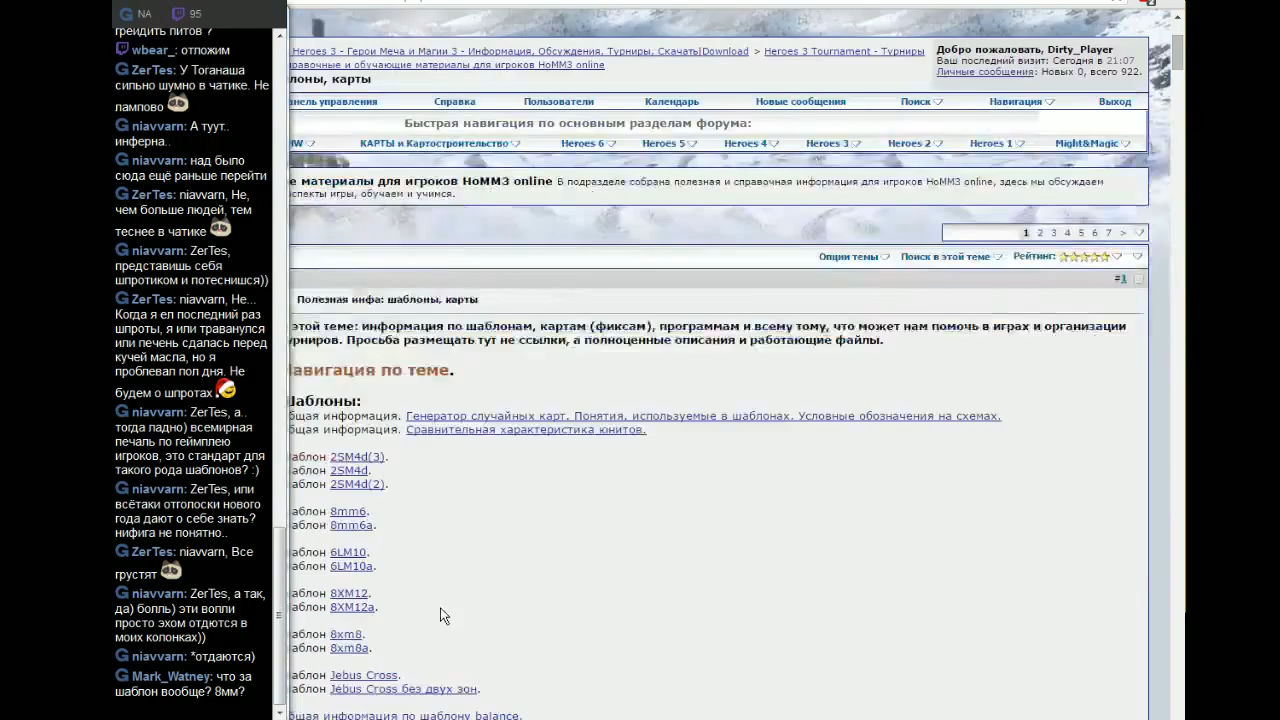 NA 95
грейдить питов ?
wbear_: отпожим
ZerTes: У Тоганаша
сильно шумно в чатике. Не
лампово
niavvarn: А туут..
инферна..
niavvarn: над было
сюда ещё раньше перейти
ZerTes: niavvarn, Не,
чем больше людей, тем
теснее в чатике
niavvarn: ZerTes,
представишь себя
шпротиком и потеснишся))
ZerTes: niavvarn, Не...
Когда я ел последний раз
шпроты, я или траванулся
или печень сдалась перед
кучей масла, но я
проблевал пол дня. Не
будем о шпротах
niavvarn: ZerTes, а..
тогда ладно) всемирная
печаль по геймплею
игроков, это стандарт для
такого рода шаблонов? :)
niavvarn: ZerTes, или
всётаки отголоски нового
года дают о себе знать?
нифига не понятно..
ZerTes: niavvarn, Все
грустят
niavvarn: ZerTes, а так,
да) болль) эти вопли
просто эхом отдются в
моих колонках))
niavvarn: *отдаются)
Mark_Watney: что за
шаблон вообще? 8мм?
Heroes 3 - Герои Меча и Магии 3 - Информация, Обсуждения, Турниры, Скачать|Download > Heroes 3 Tournament - Турниры
равочные и обучающие материалы для игроков HoMM3 online
лоны, карты
Добро пожаловать, Dirty_Player
Ваш последний визит: Сегодня в 21:07
Личные сообщения: Новых 0, всего 922.
анель управления Справка Пользователи Календарь Новые сообщения Поиск Навигация Выход
Быстрая навигация по основным разделам форума:
IW КАРТЫ и Картостроительство Heroes 6 Heroes 5 Heroes 4 Heroes 3 Heroes 2 Heroes 1 Might&Magic
е материалы для игроков HoMM3 online В подразделе собрана полезная и справочная информация для игроков HoMM3 online, здесь мы обсуждаем
спекты игры, обучаем и учимся.
1 2 3 4 5 6 7 >
Опции темы Поиск в этой теме Рейтинг:
#1
Полезная инфа: шаблоны, карты
этой теме: информация по шаблонам, картам (фиксам), программам и всему тому, что может нам помочь в играх и организации
урниров. Просьба размещать тут не ссылки, а полноценные описания и работающие файлы.
Навигация по теме.
Шаблоны:
бщая информация. Генератор случайных карт. Понятия, используемые в шаблонах. Условные обозначения на схемах.
бщая информация. Сравнительная характеристика юнитов.
аблон 2SM4d(3).
аблон 2SM4d.
аблон 2SM4d(2).
аблон 8mm6.
аблон 8mm6a.
аблон 6LM10.
аблон 6LM10a.
аблон 8XM12.
аблон 8XM12a.
аблон 8xm8.
аблон 8xm8a.
аблон Jebus Cross.
аблон Jebus Cross без двух зон.
бщая информация по шаблону balance.